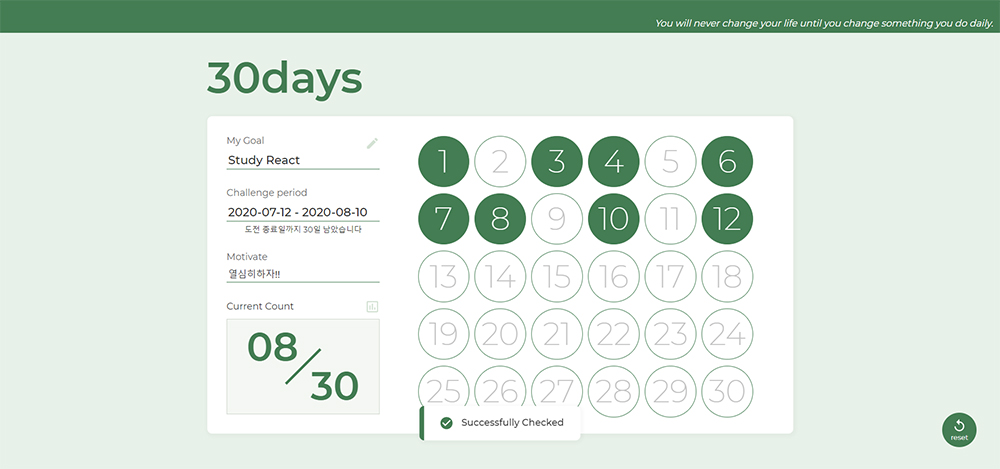 You will never change your life until you change something you do daily.
30days
My Goal
Study React
Challenge period
2020-07-12 - 2020-08-10
도전 종료일까지 30일 남았습니다
Motivate
열심히하자!!
Current Count
08/30
1 2 3 4 5 6
7 8 9 10 11 12
13 14 15 16 17 18
19 20 21 22 23 24
25 26 27 28 29 30
Successfully Checked
reset